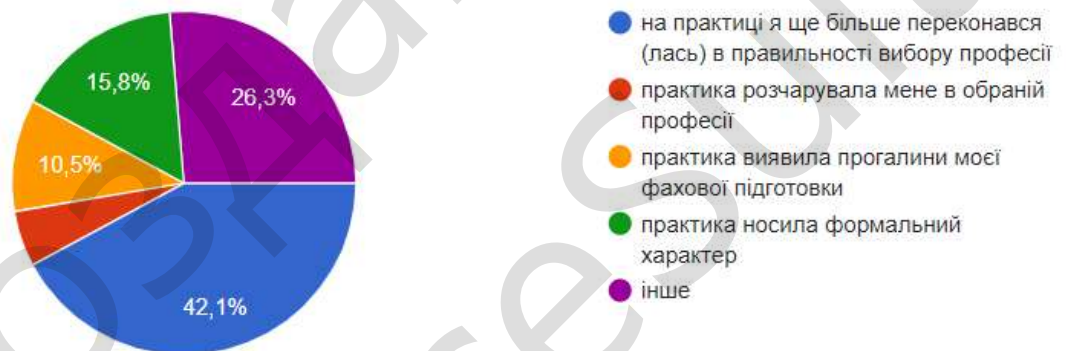 15,8%
26,3%
10,5%
42,1%
на практиці я ще більше переконався
(лась) в правильності вибору професії
практика розчарувала мене в обраній
професії
практика виявила прогалини моєї
фахової підготовки
практика носила формальний
характер
інше